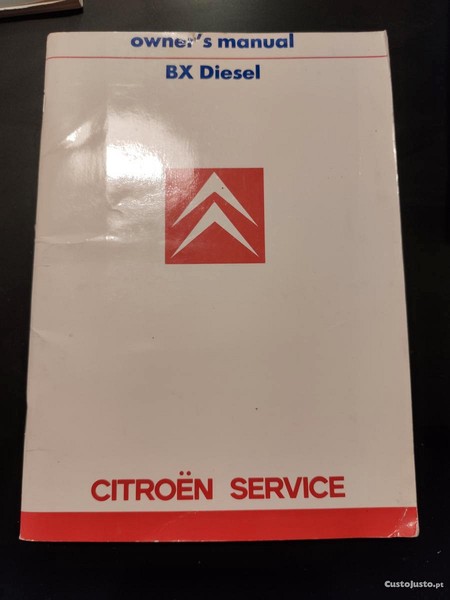 owner's manual
BX Diesel
CITROËN SERVICE
CustoJusto.pt